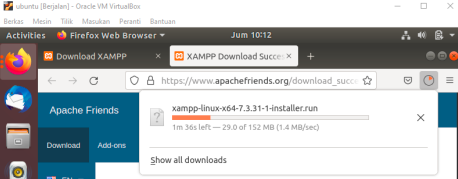 ubuntu [Berjalan] - Oracle VM VirtualBox
Berkas Mesin Tilik Masukan Peranti Bantuan
Activities Firefox Web Browser Jum 10:12
Download XAMPP XAMPP Download Succes
https://www.apachefriends.org/download_succe
Apache Friends
xampp-linux-x64-7.3.31-1-installer.run
1m 36s left — 29.0 of 152 MB (1.4 MB/sec)
Download Add-ons
Show all downloads